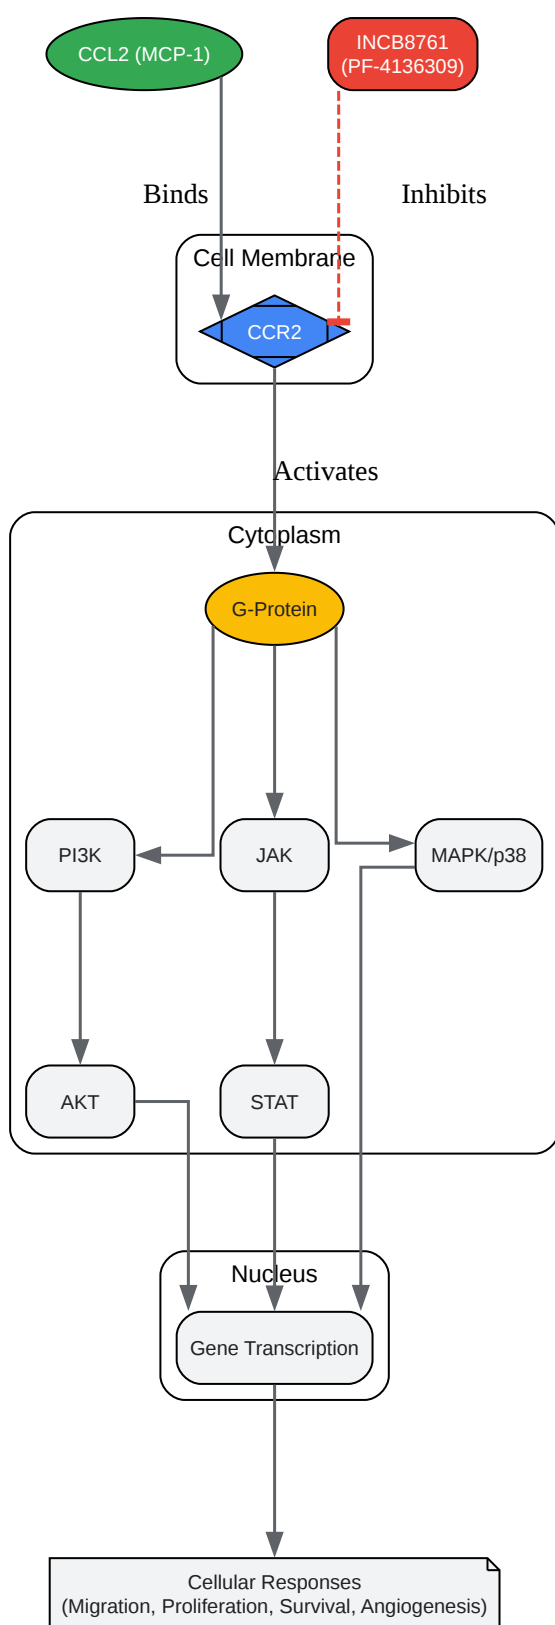 CCL2 (MCP-1)
INCB8761
(PF-4136309)
Binds
Inhibits
Cell Membrane
CCR2
Activates
Cytoplasm
G-Protein
PI3K
JAK
MAPK/p38
AKT
STAT
Nucleus
Gene Transcription
Cellular Responses
(Migration, Proliferation, Survival, Angiogenesis)